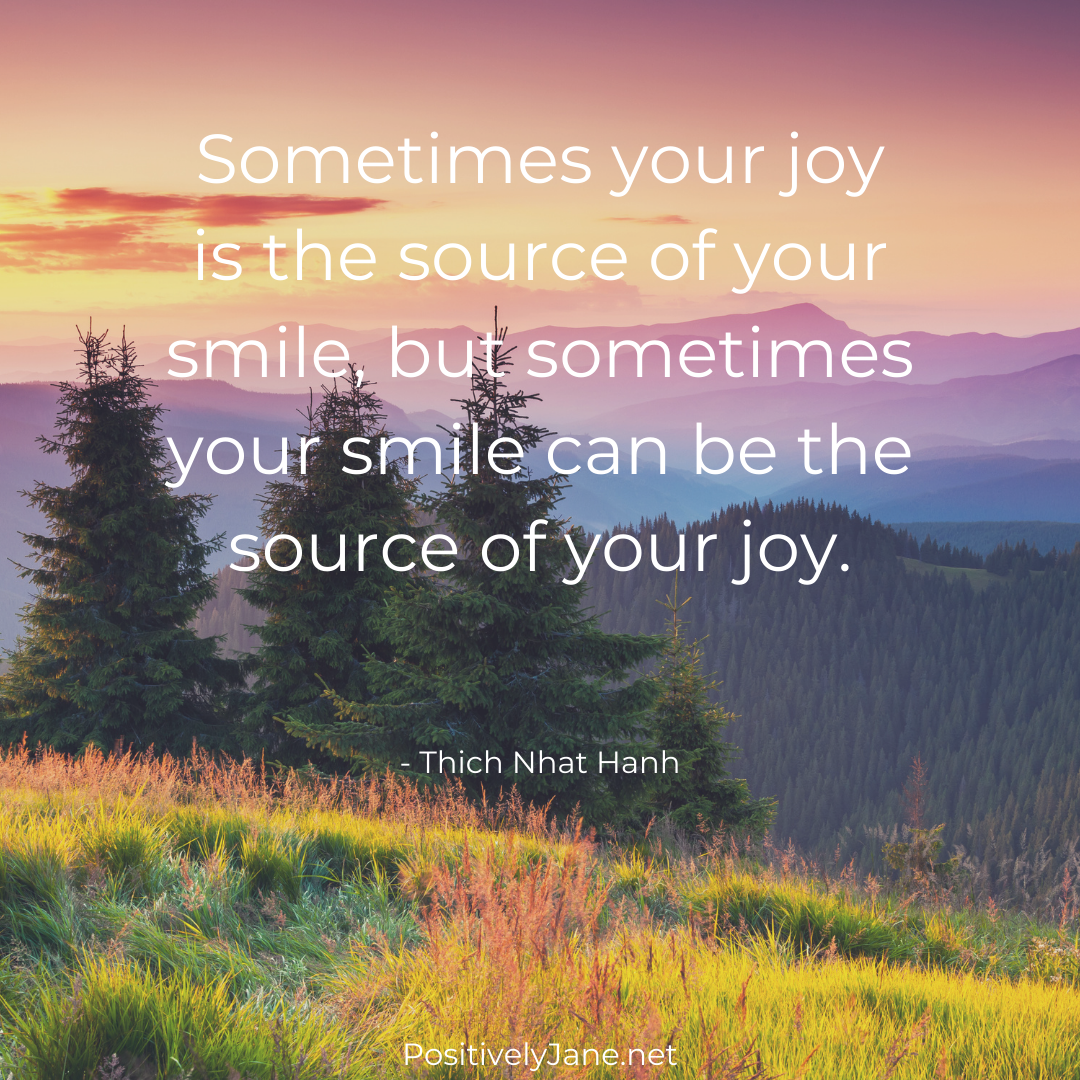 Sometimes your joy
is the source of your
smile, but sometimes
your smile can be the
source of your joy.
- Thich Nhat Hanh
PositivelyJane.net